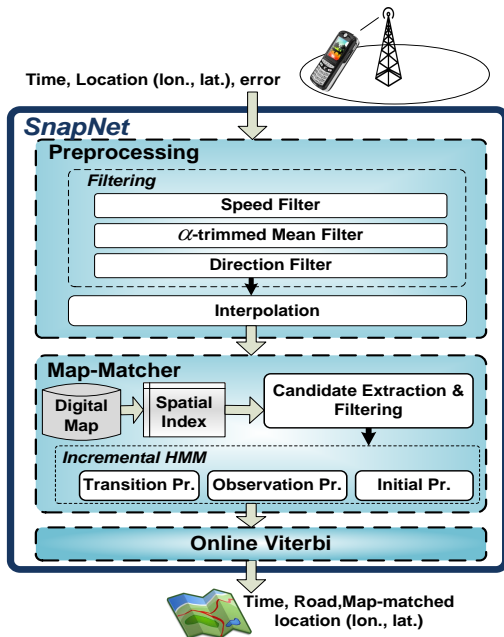 Time, Location (lon., lat.), error
SnapNet
Preprocessing
Filtering
Speed Filter
α-trimmed Mean Filter
Direction Filter
Interpolation
Map-Matcher
Digital
Map
Spatial
Index
Candidate Extraction &
Filtering
Incremental HMM
Transition Pr.
Observation Pr.
Initial Pr.
Online Viterbi
Time, Road,Map-matched
location (lon., lat.)